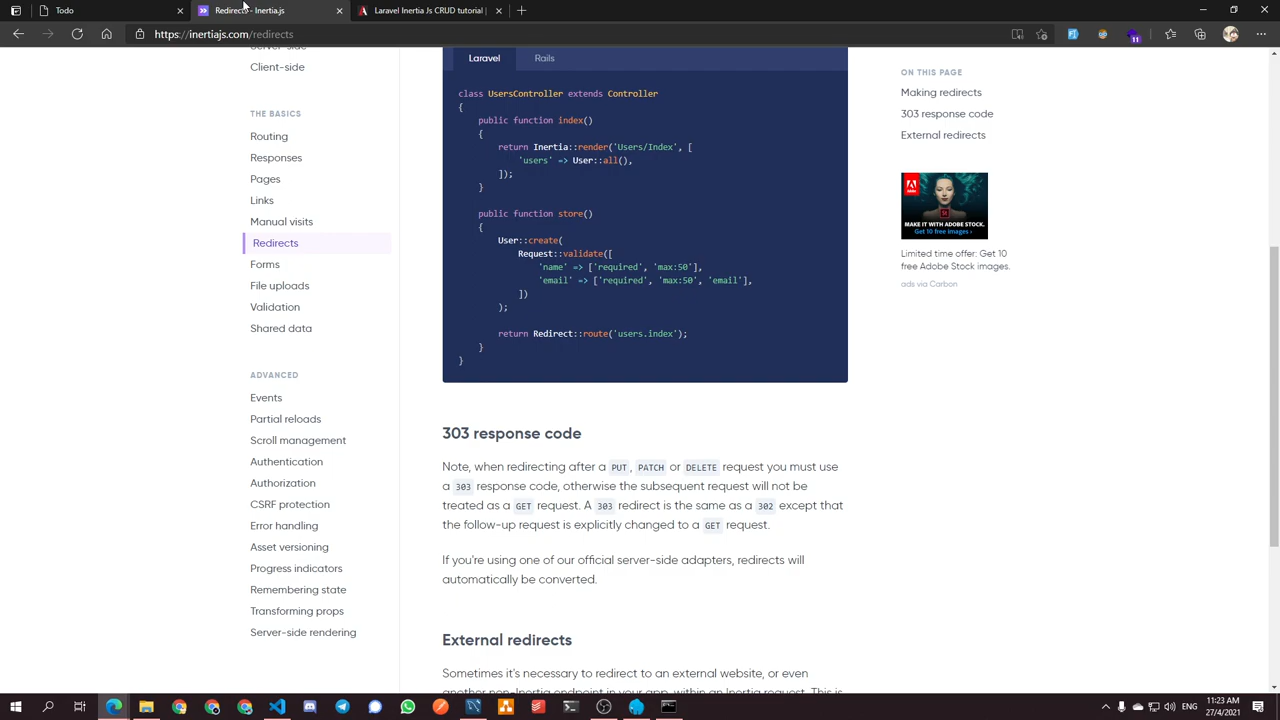 Todo
Redirects
Laravel Inertia Js CRUD tutorial
https://inertiajs.com/redirects
11
Server-side
Client-side
THE BASICS
Routing
Responses
Pages
Links
Manual visits
Redirects
Forms
File uploads
Validation
Shared data
ADVANCED
Events
Partial reloads
Scroll management
Authentication
Authorization
CSRF protection
Error handling
Asset versioning
Progress indicators
Remembering state
Transforming props
Server-side rendering
Laravel
Rails
class UsersController extends Controller
{
public function index()
{
return Inertia::render('Users/Index', [
'users' => User::all(),
]);
}
public function store()
{
User::create(
Request::validate([
'name' => ['required', 'max:50'],
'email' => ['required', 'max:50', 'email'],
])
);
return Redirect::route('users.index');
}
}
303 response code
Note, when redirecting after a PUT, PATCH or DELETE request you must use
a 303 response code, otherwise the subsequent request will not be
treated as a GET request. A 303 redirect is the same as a 302 except that
the follow-up request is explicitly changed to a GET request.
If you're using one of our official server-side adapters, redirects will
automatically be converted.
External redirects
Sometimes it's necessary to redirect to an external website, or even
another non-Inertia endpoint in your app, within an Inertia request. This is
ON THIS PAGE
Making redirects
303 response code
External redirects
MAKE IT WITH ADOBE STOCK.
Get 10 free images ›
Limited time offer: Get 10
free Adobe Stock images.
ads via Carbon
ENG
11:23 AM
27/4/2021